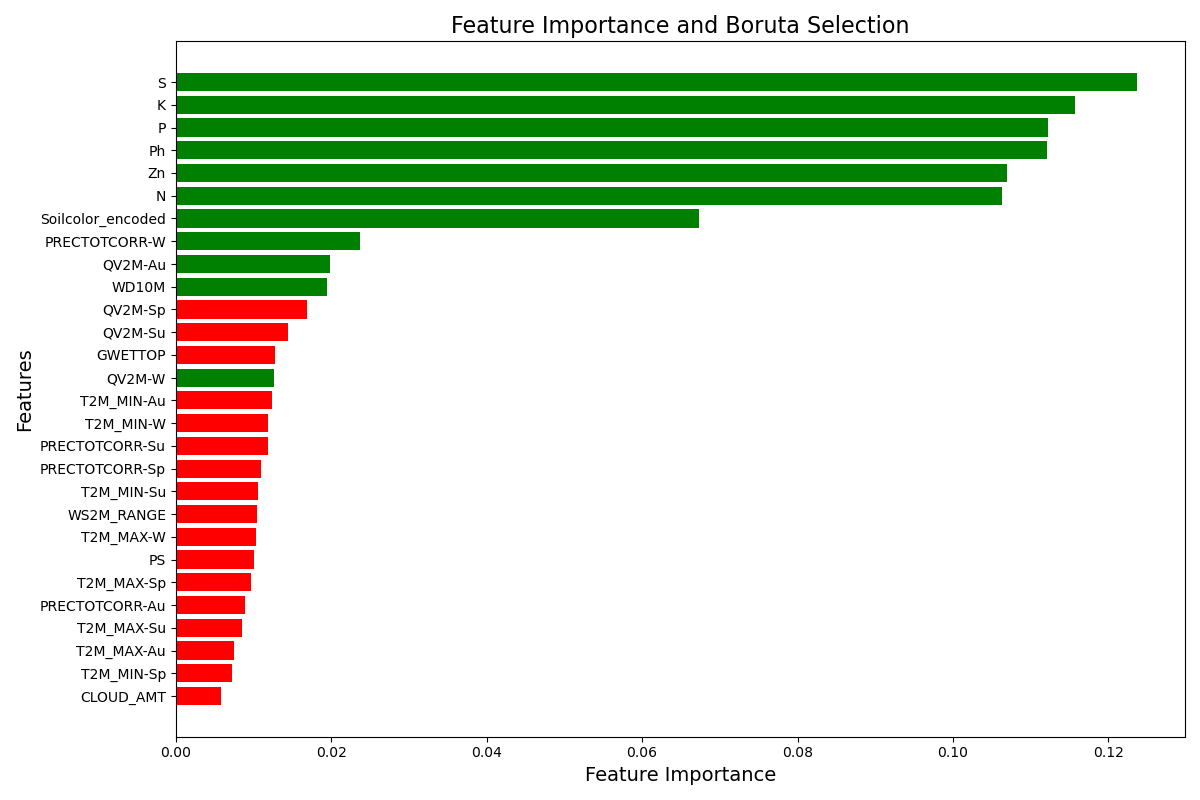 Feature Importance and Boruta Selection
S
K
P
Ph
Zn
N
Soilcolor_encoded
PRECTOTCORR-W
QV2M-Au
WD10M
QV2M-Sp
QV2M-Su
GWETTOP
QV2M-W
T2M_MIN-Au
T2M_MIN-W
PRECTOTCORR-Su
PRECTOTCORR-Sp
T2M_MIN-Su
WS2M_RANGE
T2M_MAX-W
PS
T2M_MAX-Sp
PRECTOTCORR-Au
T2M_MAX-Su
T2M_MAX-Au
T2M_MIN-Sp
CLOUD_AMT
Features
0.00 0.02 0.04 0.06 0.08 0.10 0.12
Feature Importance